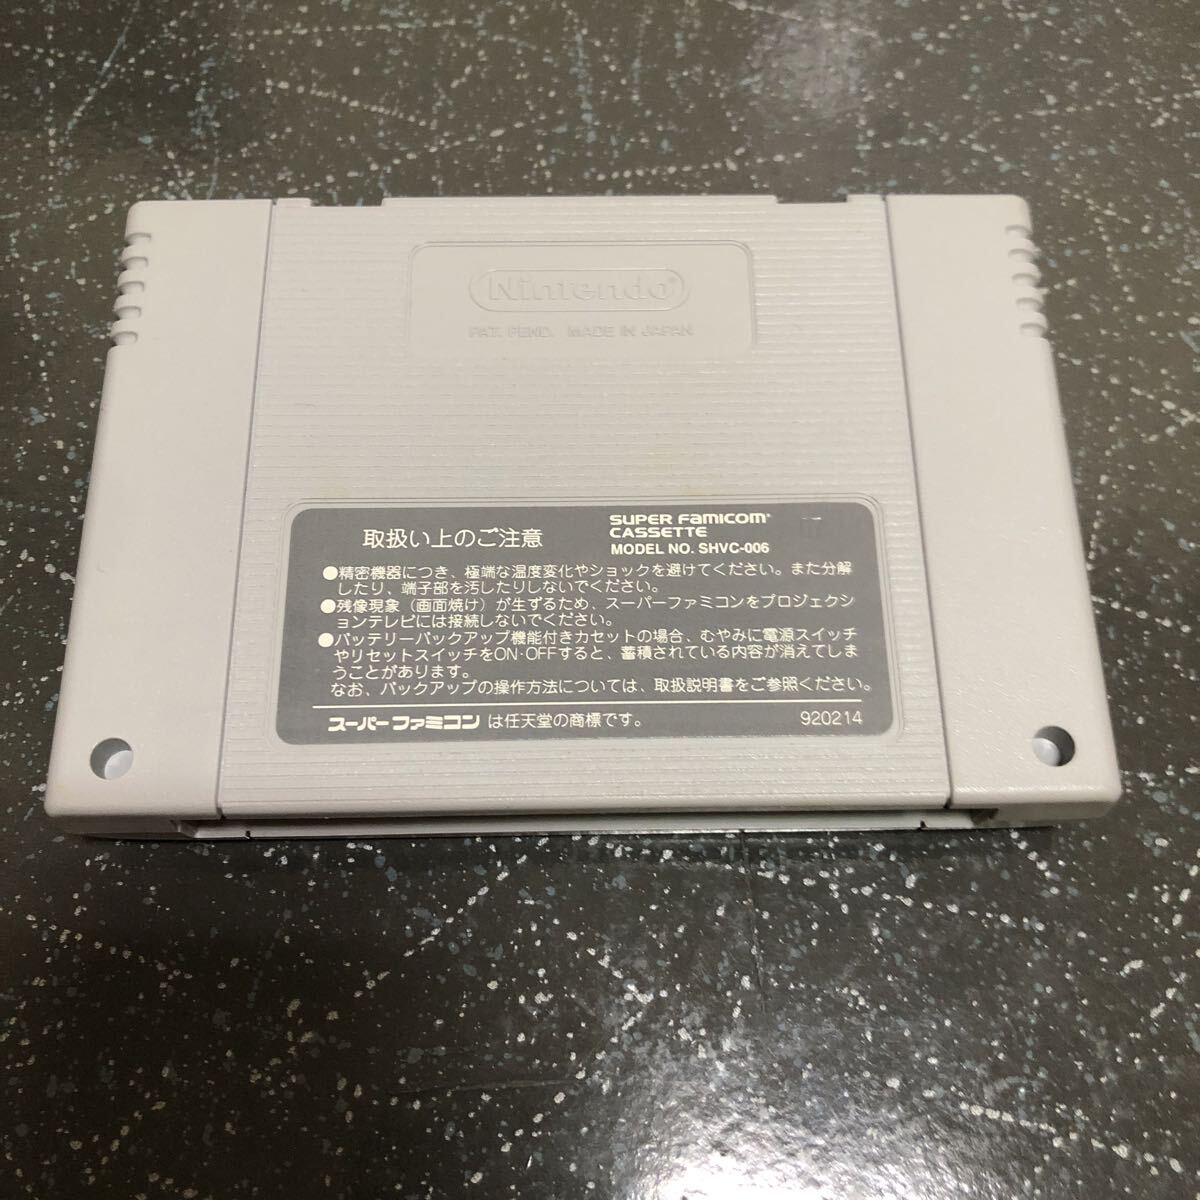 Nintendo®
PAT. PEND. MADE IN JAPAN
取扱い上のご注意
SUPER Famicom
CASSETTE
MODEL NO. SHVC-006
●精密機器につき、極端な温度変化やショックを避けてください。また分解
したり、端子部を汚したりしないでください。
●残像現象（画面焼け）が生ずるため、スーパーファミコンをプロジェクシ
ョンテレビには接続しないでください。
●バッテリーバックアップ機能付きカセットの場合、むやみに電源スイッチ
やリセットスイッチをON·OFFすると、蓄積されている内容が消えてしま
うことがあります。
なお、バックアップの操作方法については、取扱説明書をご参照ください。
スーパーファミコン は任天堂の商標です。
920214